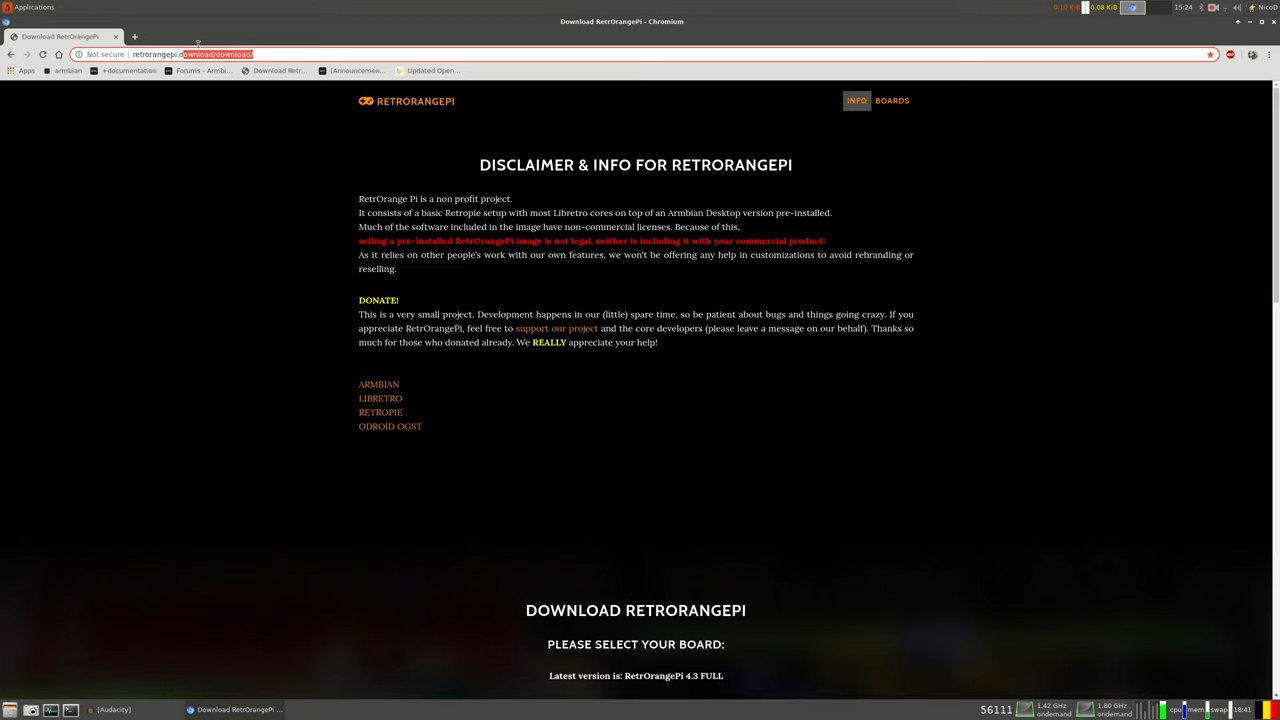 Applications
Download RetrOrangePi - Chromium
0.10 KiB 0.08 KiB 15:24 NicoD
Download RetrOrangePi
Not secure | retrorangepi.download/download/
Apps armbian +documentation Forums - Armbi... Download Retr... [Announcemen... Updated Open...
RETRORANGEPI
INFO BOARDS
DISCLAIMER & INFO FOR RETRORANGEPI
RetrOrange Pi is a non profit project.
It consists of a basic Retropie setup with most Libretro cores on top of an Armbian Desktop version pre-installed.
Much of the software included in the image have non-commercial licenses. Because of this,
selling a pre-installed RetrOrangePi image is not legal, neither is including it with your commercial product!
As it relies on other people's work with our own features, we won't be offering any help in customizations to avoid rebranding or
reselling.
DONATE!
This is a very small project. Development happens in our (little) spare time, so be patient about bugs and things going crazy. If you
appreciate RetrOrangePi, feel free to support our project and the core developers (please leave a message on our behalf). Thanks so
much for those who donated already. We REALLY appreciate your help!
ARMBIAN
LIBRETRO
RETROPIE
ODROID OGST
DOWNLOAD RETRORANGEPI
PLEASE SELECT YOUR BOARD:
Latest version is: RetrOrangePi 4.3 FULL
[Audacity]
Download RetrOrangePi ...
56111
1.42 GHz
ondemand
1.80 GHz
ondemand
cpu mem swap 18:41